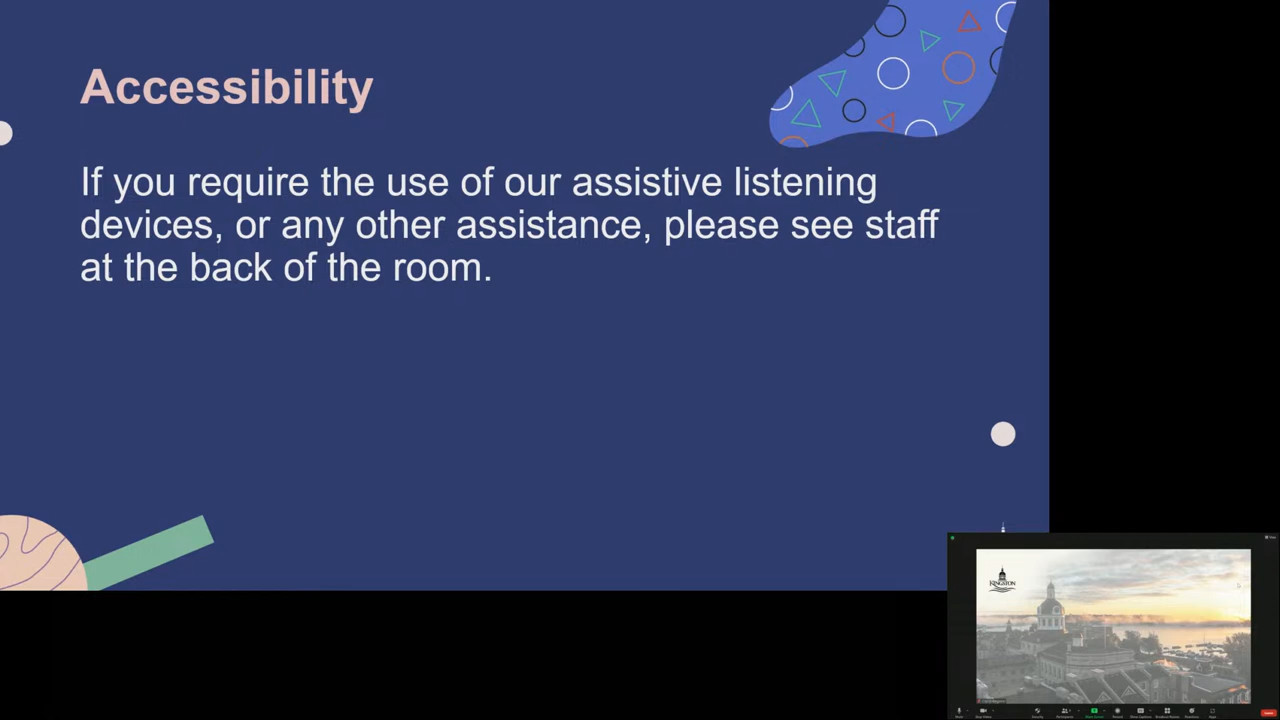 Accessibility
If you require the use of our assistive listening
devices, or any other assistance, please see staff
at the back of the room.
KINGSTON